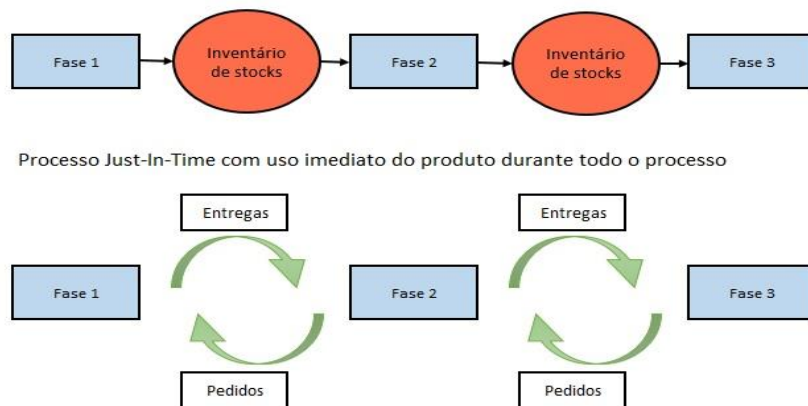 Fase 1
Inventário
de stocks
Fase 2
Inventário
de stocks
Fase 3
Processo Just-In-Time com uso imediato do produto durante todo o processo
Entregas
Entregas
Fase 1
Fase 2
Fase 3
Pedidos
Pedidos